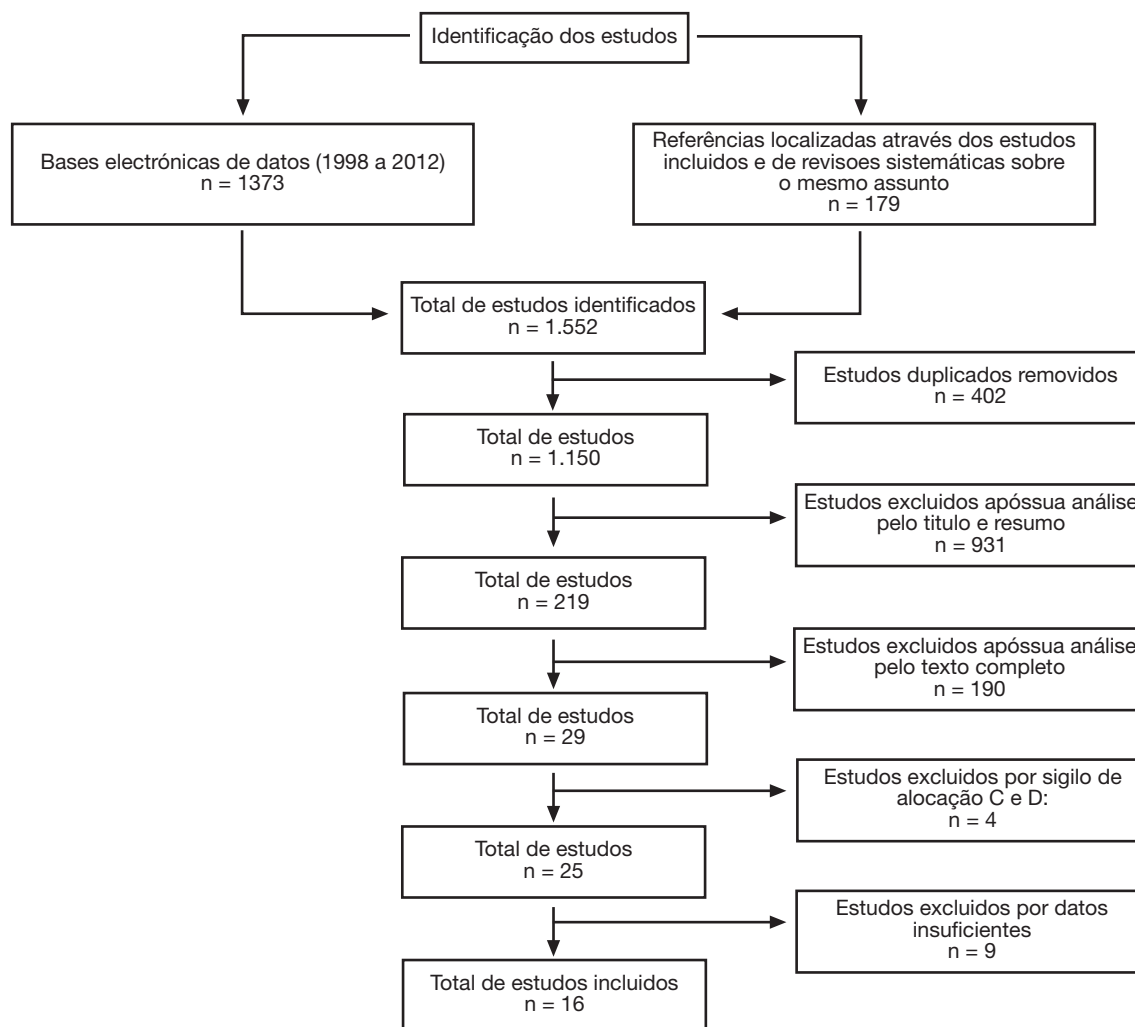 Identificação dos estudos
Bases electrónicas de datos (1998 a 2012)
n = 1373
Referências localizadas através dos estudos
incluidos e de revisoes sistemáticas sobre
o mesmo assunto
n = 179
Total de estudos identificados
n = 1.552
Estudos duplicados removidos
n = 402
Total de estudos
n = 1.150
Estudos excluidos apóssua análise
pelo titulo e resumo
n = 931
Total de estudos
n = 219
Estudos excluidos apóssua análise
pelo texto completo
n = 190
Total de estudos
n = 29
Estudos excluidos por sigilo de
alocação C e D:
n = 4
Total de estudos
n = 25
Estudos excluidos por datos
insuficientes
n = 9
Total de estudos incluidos
n = 16